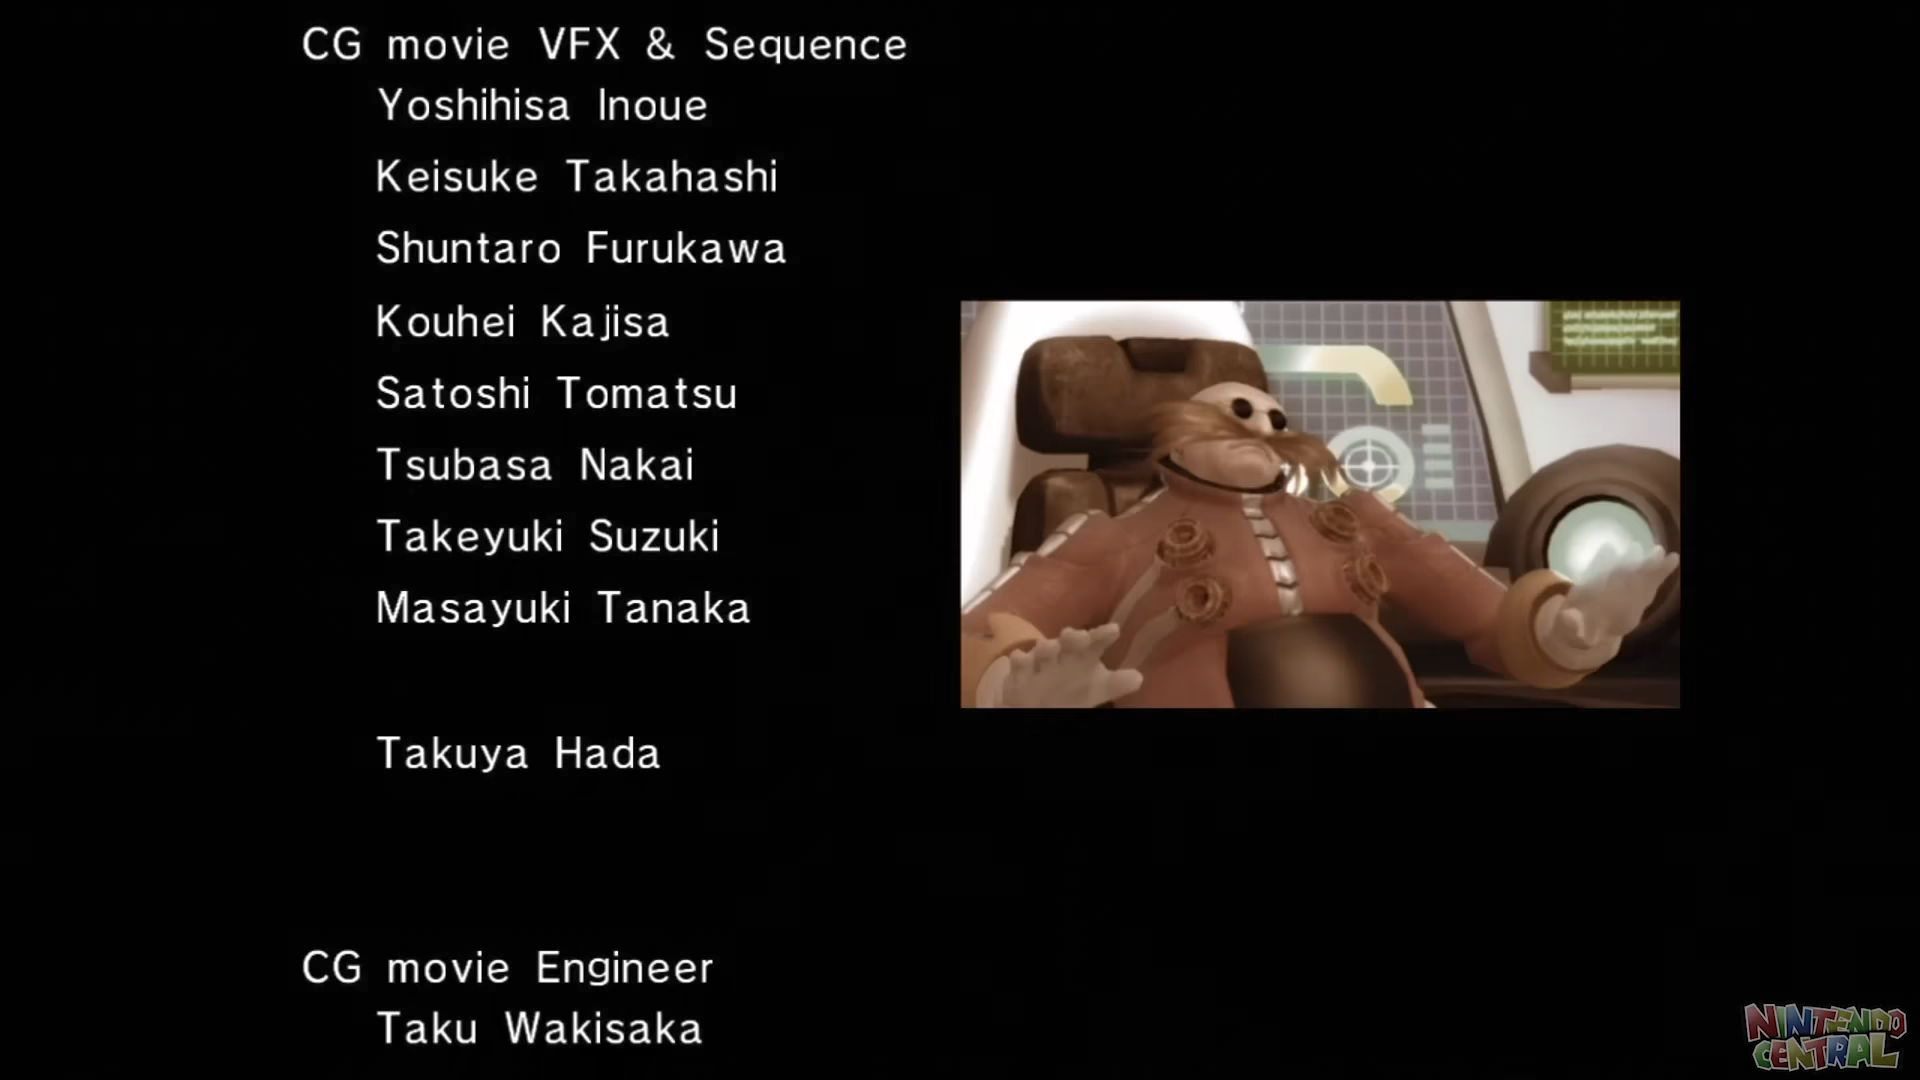 CG movie VFX & Sequence
Yoshihisa Inoue
Keisuke Takahashi
Shuntaro Furukawa
Kouhei Kajisa
Satoshi Tomatsu
Tsubasa Nakai
Takeyuki Suzuki
Masayuki Tanaka
Takuya Hada
CG movie Engineer
Taku Wakisaka
NINTENDO
CENTRAL